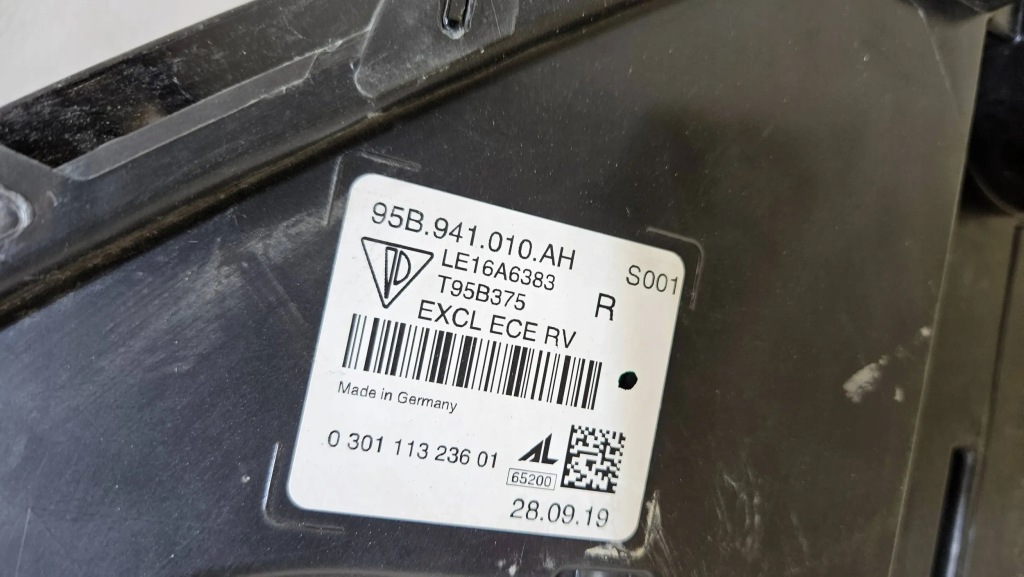 95B.941.010.AH
S001
LE16A6383
T95B375
R
EXCL ECE RV
Made in Germany
0 301 113 236 01
AL
65200
28.09.19